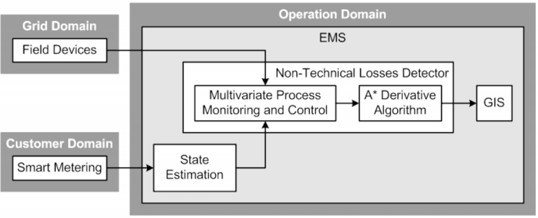 Operation Domain
Grid Domain
EMS
Field Devices
Non-Technical Losses Detector
Multivariate Process
Monitoring and Control
A* Derivative
Algorithm
GIS
Customer Domain
Smart Metering
State
Estimation